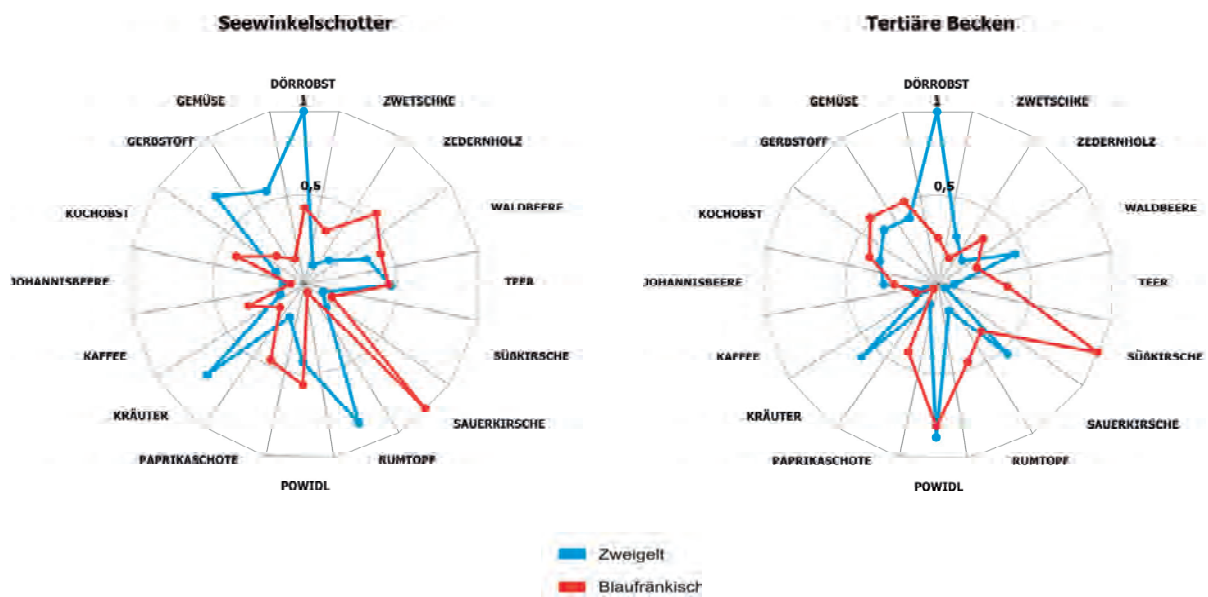 Seewinkelschotter
DÖRROBST
1
ZWETSCHKE
ZEDERNHOLZ
WALDBEERE
TEER
SÜßKIRSCHE
SAUERKIRSCHE
RUMTOPF
POWIDL
PAPRIKASCHOTE
KRÄUTER
KAFFEE
JOHANNISBEERE
KOCHOBST
GERBSTOFF
GEMÜSE
0,5
Tertiäre Becken
DÖRROBST
1
ZWETSCHKE
ZEDERNHOLZ
WALDBEERE
TEER
SÜßKIRSCHE
SAUERKIRSCHE
RUMTOPF
POWIDL
PAPRIKASCHOTE
KRÄUTER
KAFFEE
JOHANNISBEERE
KOCHOBST
GERBSTOFF
GEMÜSE
0,5
Zweigelt
Blaufränkisch